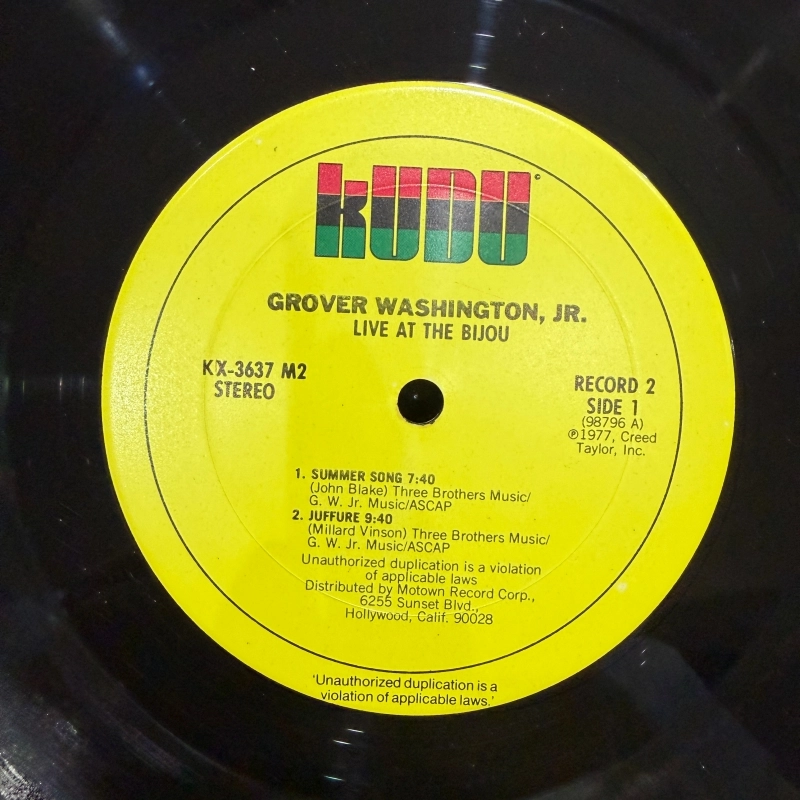 kUDU ©
GROVER WASHINGTON, JR.
LIVE AT THE BIJOU
KX-3637 M2
STEREO
RECORD 2
SIDE 1
(98796 A)
℗1977, Creed
Taylor, Inc.
1. SUMMER SONG 7:40
(John Blake) Three Brothers Music/
G. W. Jr. Music/ASCAP
2. JUFFURE 9:40
(Millard Vinson) Three Brothers Music/
G. W. Jr. Music/ASCAP
Unauthorized duplication is a violation
of applicable laws
Distributed by Motown Record Corp.,
6255 Sunset Blvd.,
Hollywood, Calif. 90028
'Unauthorized duplication is a
violation of applicable laws.'